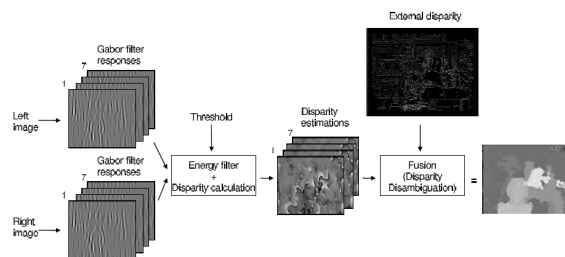 External disparity
Gabor filter
responses
7
1
Left
image
Threshold
Disparity
estimations
7
1
Gabor filter
responses
7
1
Energy filter
+
Disparity calculation
Fusion
(Disparity
Disambiguation)
=
Right
image